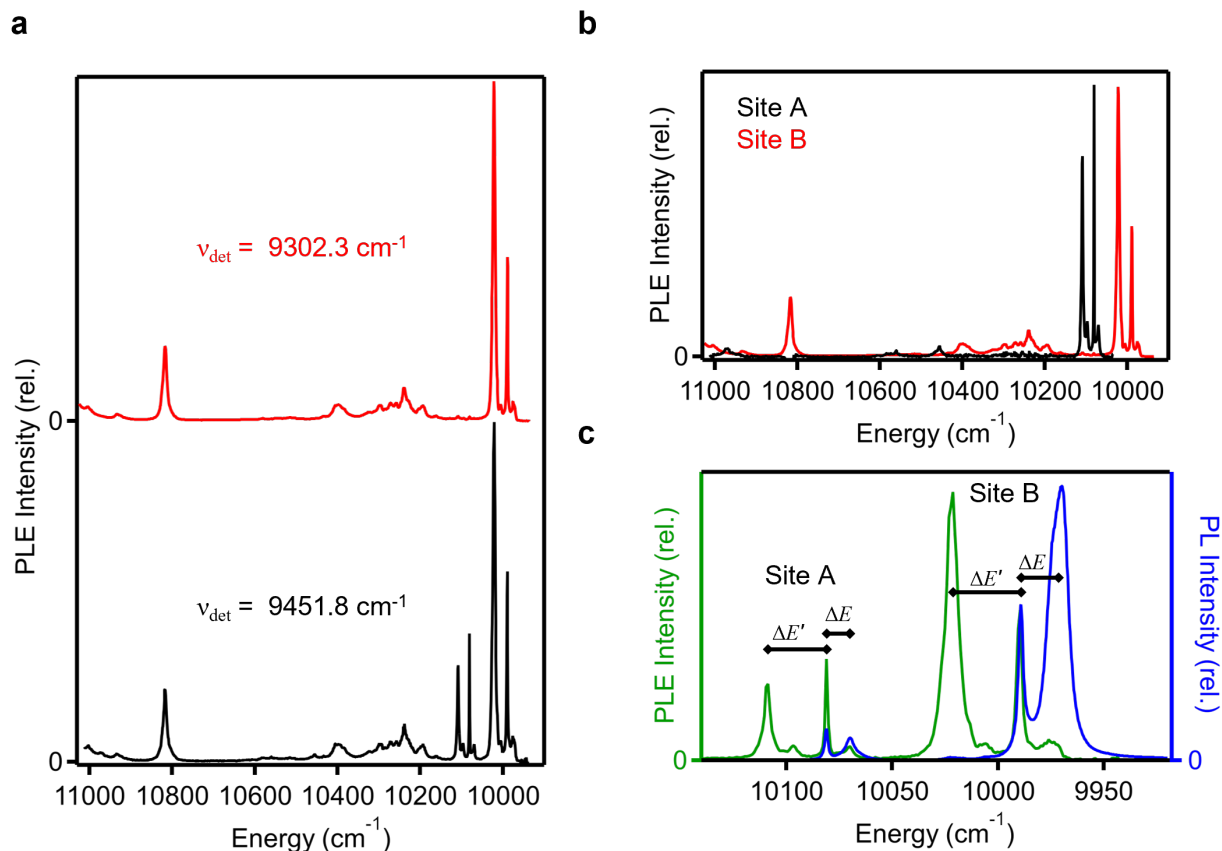 a
PLE Intensity (rel.)
ν_det = 9302.3 cm⁻¹
0
ν_det = 9451.8 cm⁻¹
0
11000 10800 10600 10400 10200 10000
Energy (cm⁻¹)
b
PLE Intensity (rel.)
Site A
Site B
0
11000 10800 10600 10400 10200 10000
Energy (cm⁻¹)
c
PLE Intensity (rel.)
PL Intensity (rel.)
Site B
Site A
ΔE' ΔE
ΔE' ΔE
0 0
10100 10050 10000 9950
Energy (cm⁻¹)